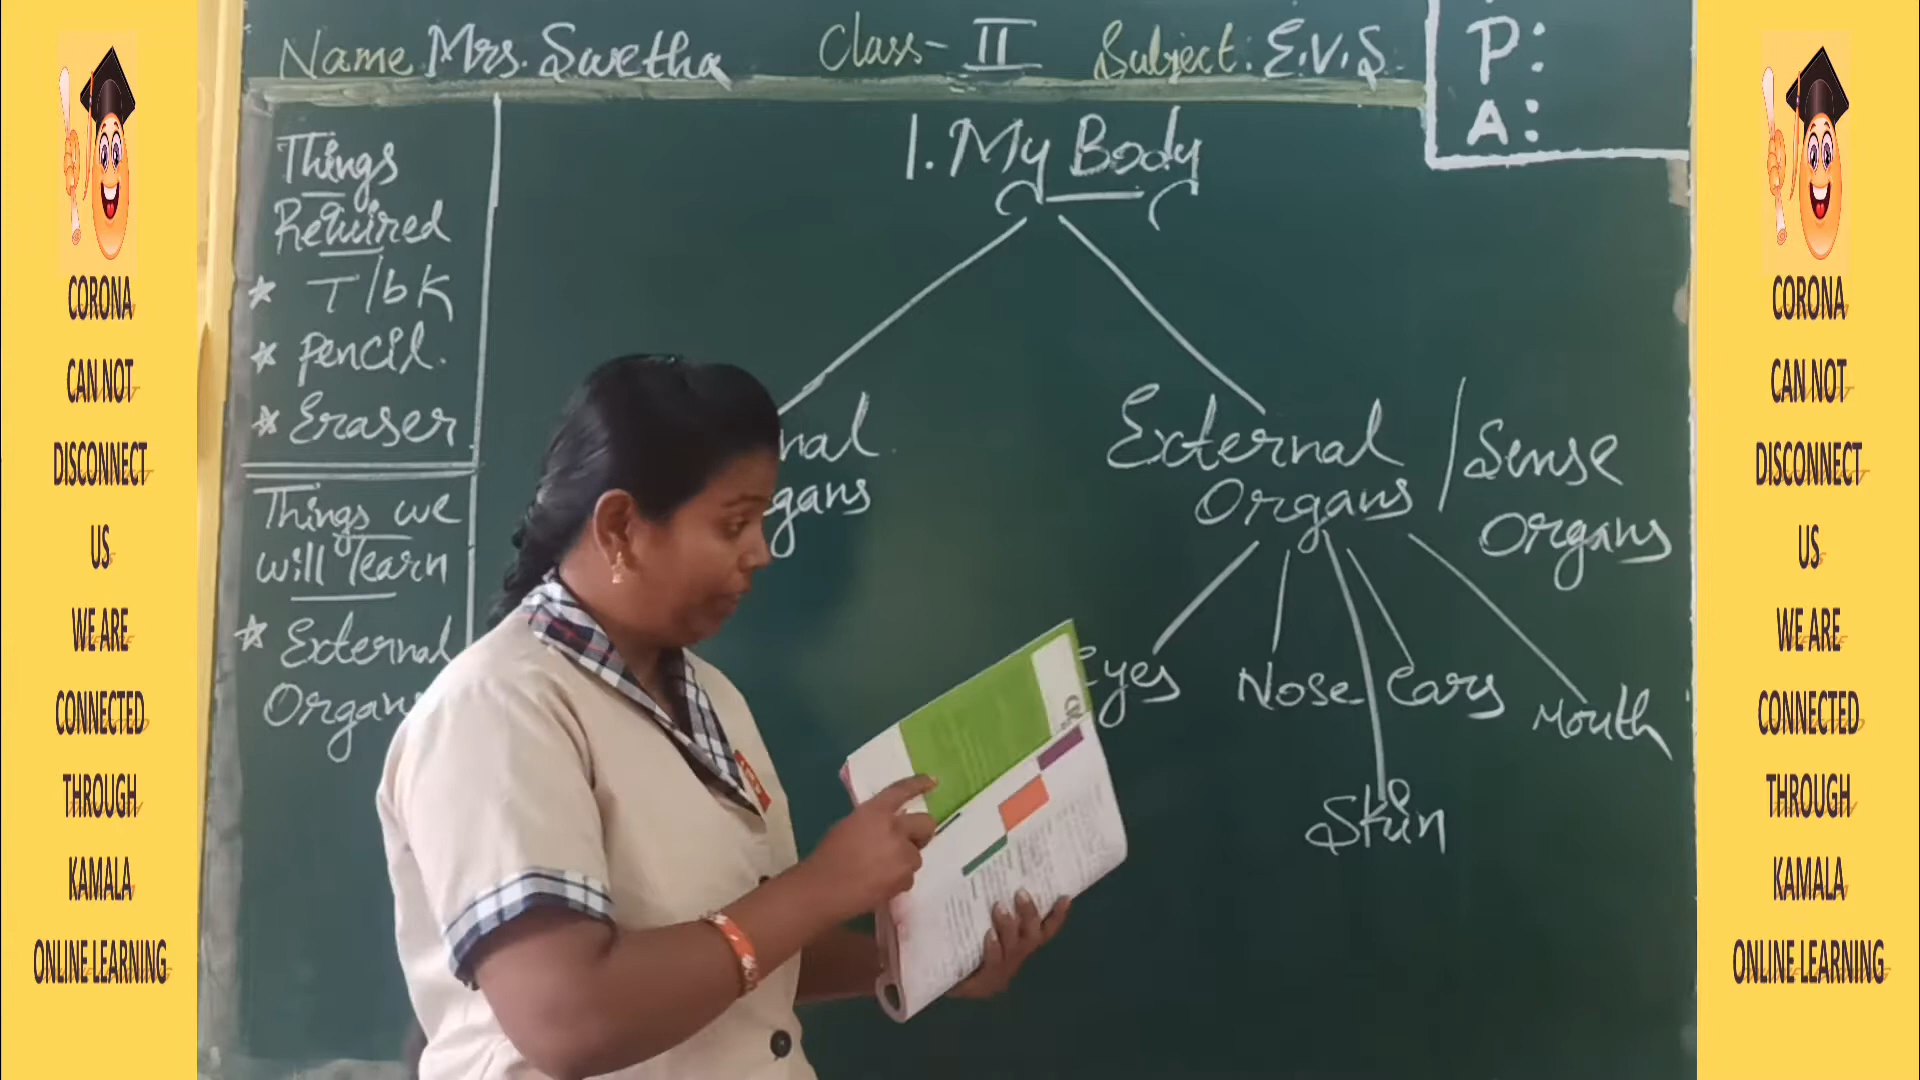 CORONA
CAN NOT
DISCONNECT
US
WE ARE
CONNECTED
THROUGH
KAMALA
ONLINE LEARNING
Name Mrs. Swetha Class - II Subject: E.V.S.
P:
A:
Things
Required
T/bk
Pencil.
Eraser
Things we
will learn
External
Organ
1. My Body
nal
gans
External / Sense
Organs Organs
Eyes Nose Ears Mouth
Skin
CORONA
CAN NOT
DISCONNECT
US
WE ARE
CONNECTED
THROUGH
KAMALA
ONLINE LEARNING